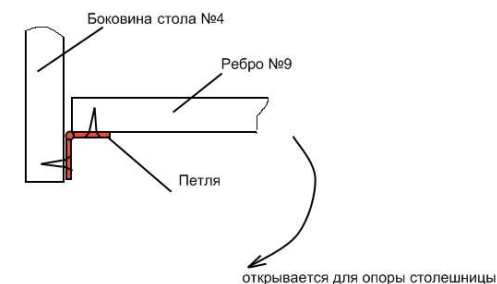 Боковина стола №4
Ребро №9
Петля
открывается для опоры столешницы